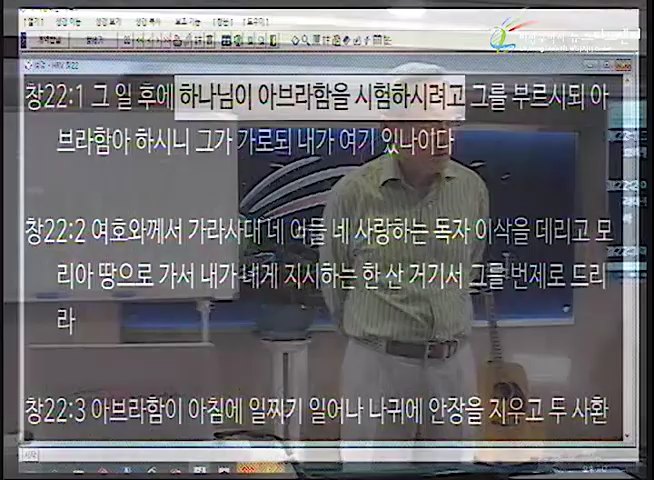 창22:1 그 일 후에 하나님이 아브라함을 시험하시려고 그를 부르시되 아
브라함아 하시니 그가 가로되 내가 여기 있나이다
창22:2 여호와께서 가라사대 네 아들 네 사랑하는 독자 이삭을 데리고 모
리아 땅으로 가서 내가 네게 지시하는 한 산 거기서 그를 번제로 드리
라
창22:3 아브라함이 아침에 일찌기 일어나 나귀에 안장을 지우고 두 사환